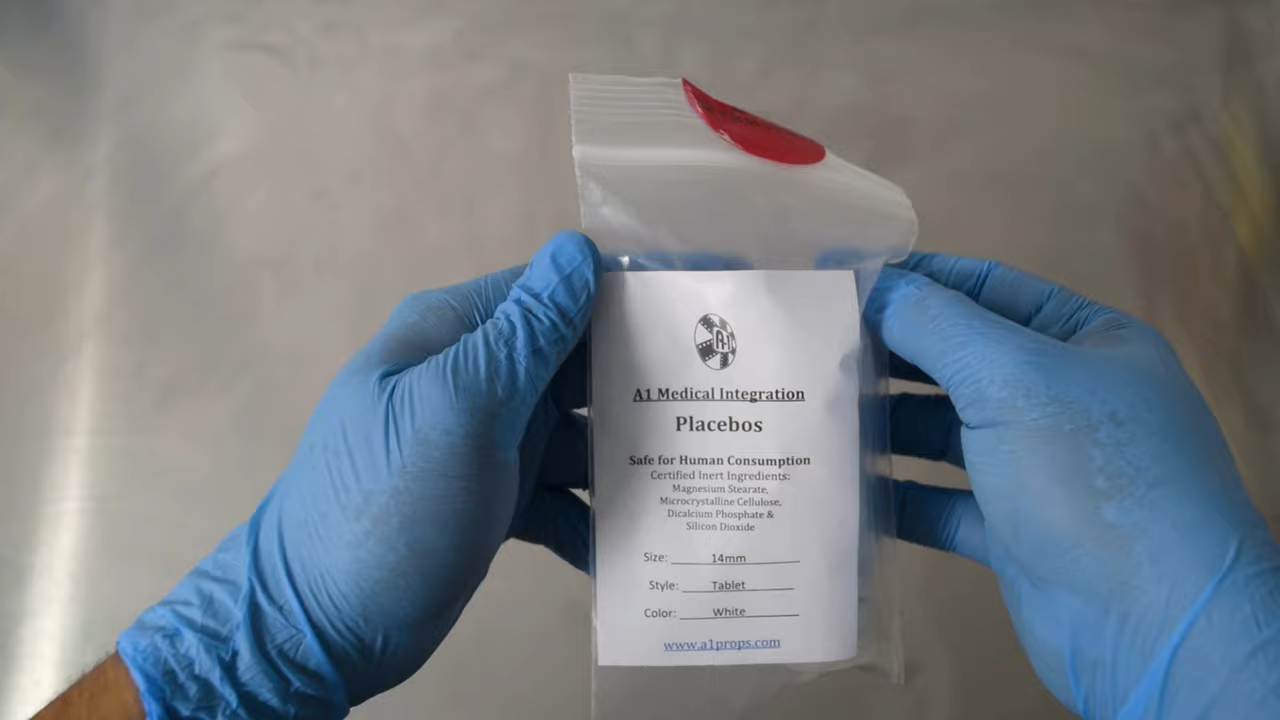 A-1
A1 Medical Integration
Placebos
Safe for Human Consumption
Certified Inert Ingredients:
Magnesium Stearate,
Microcrystalline Cellulose,
Dicalcium Phosphate &
Silicon Dioxide
Size: 14mm
Style: Tablet
Color: White
www.a1props.com